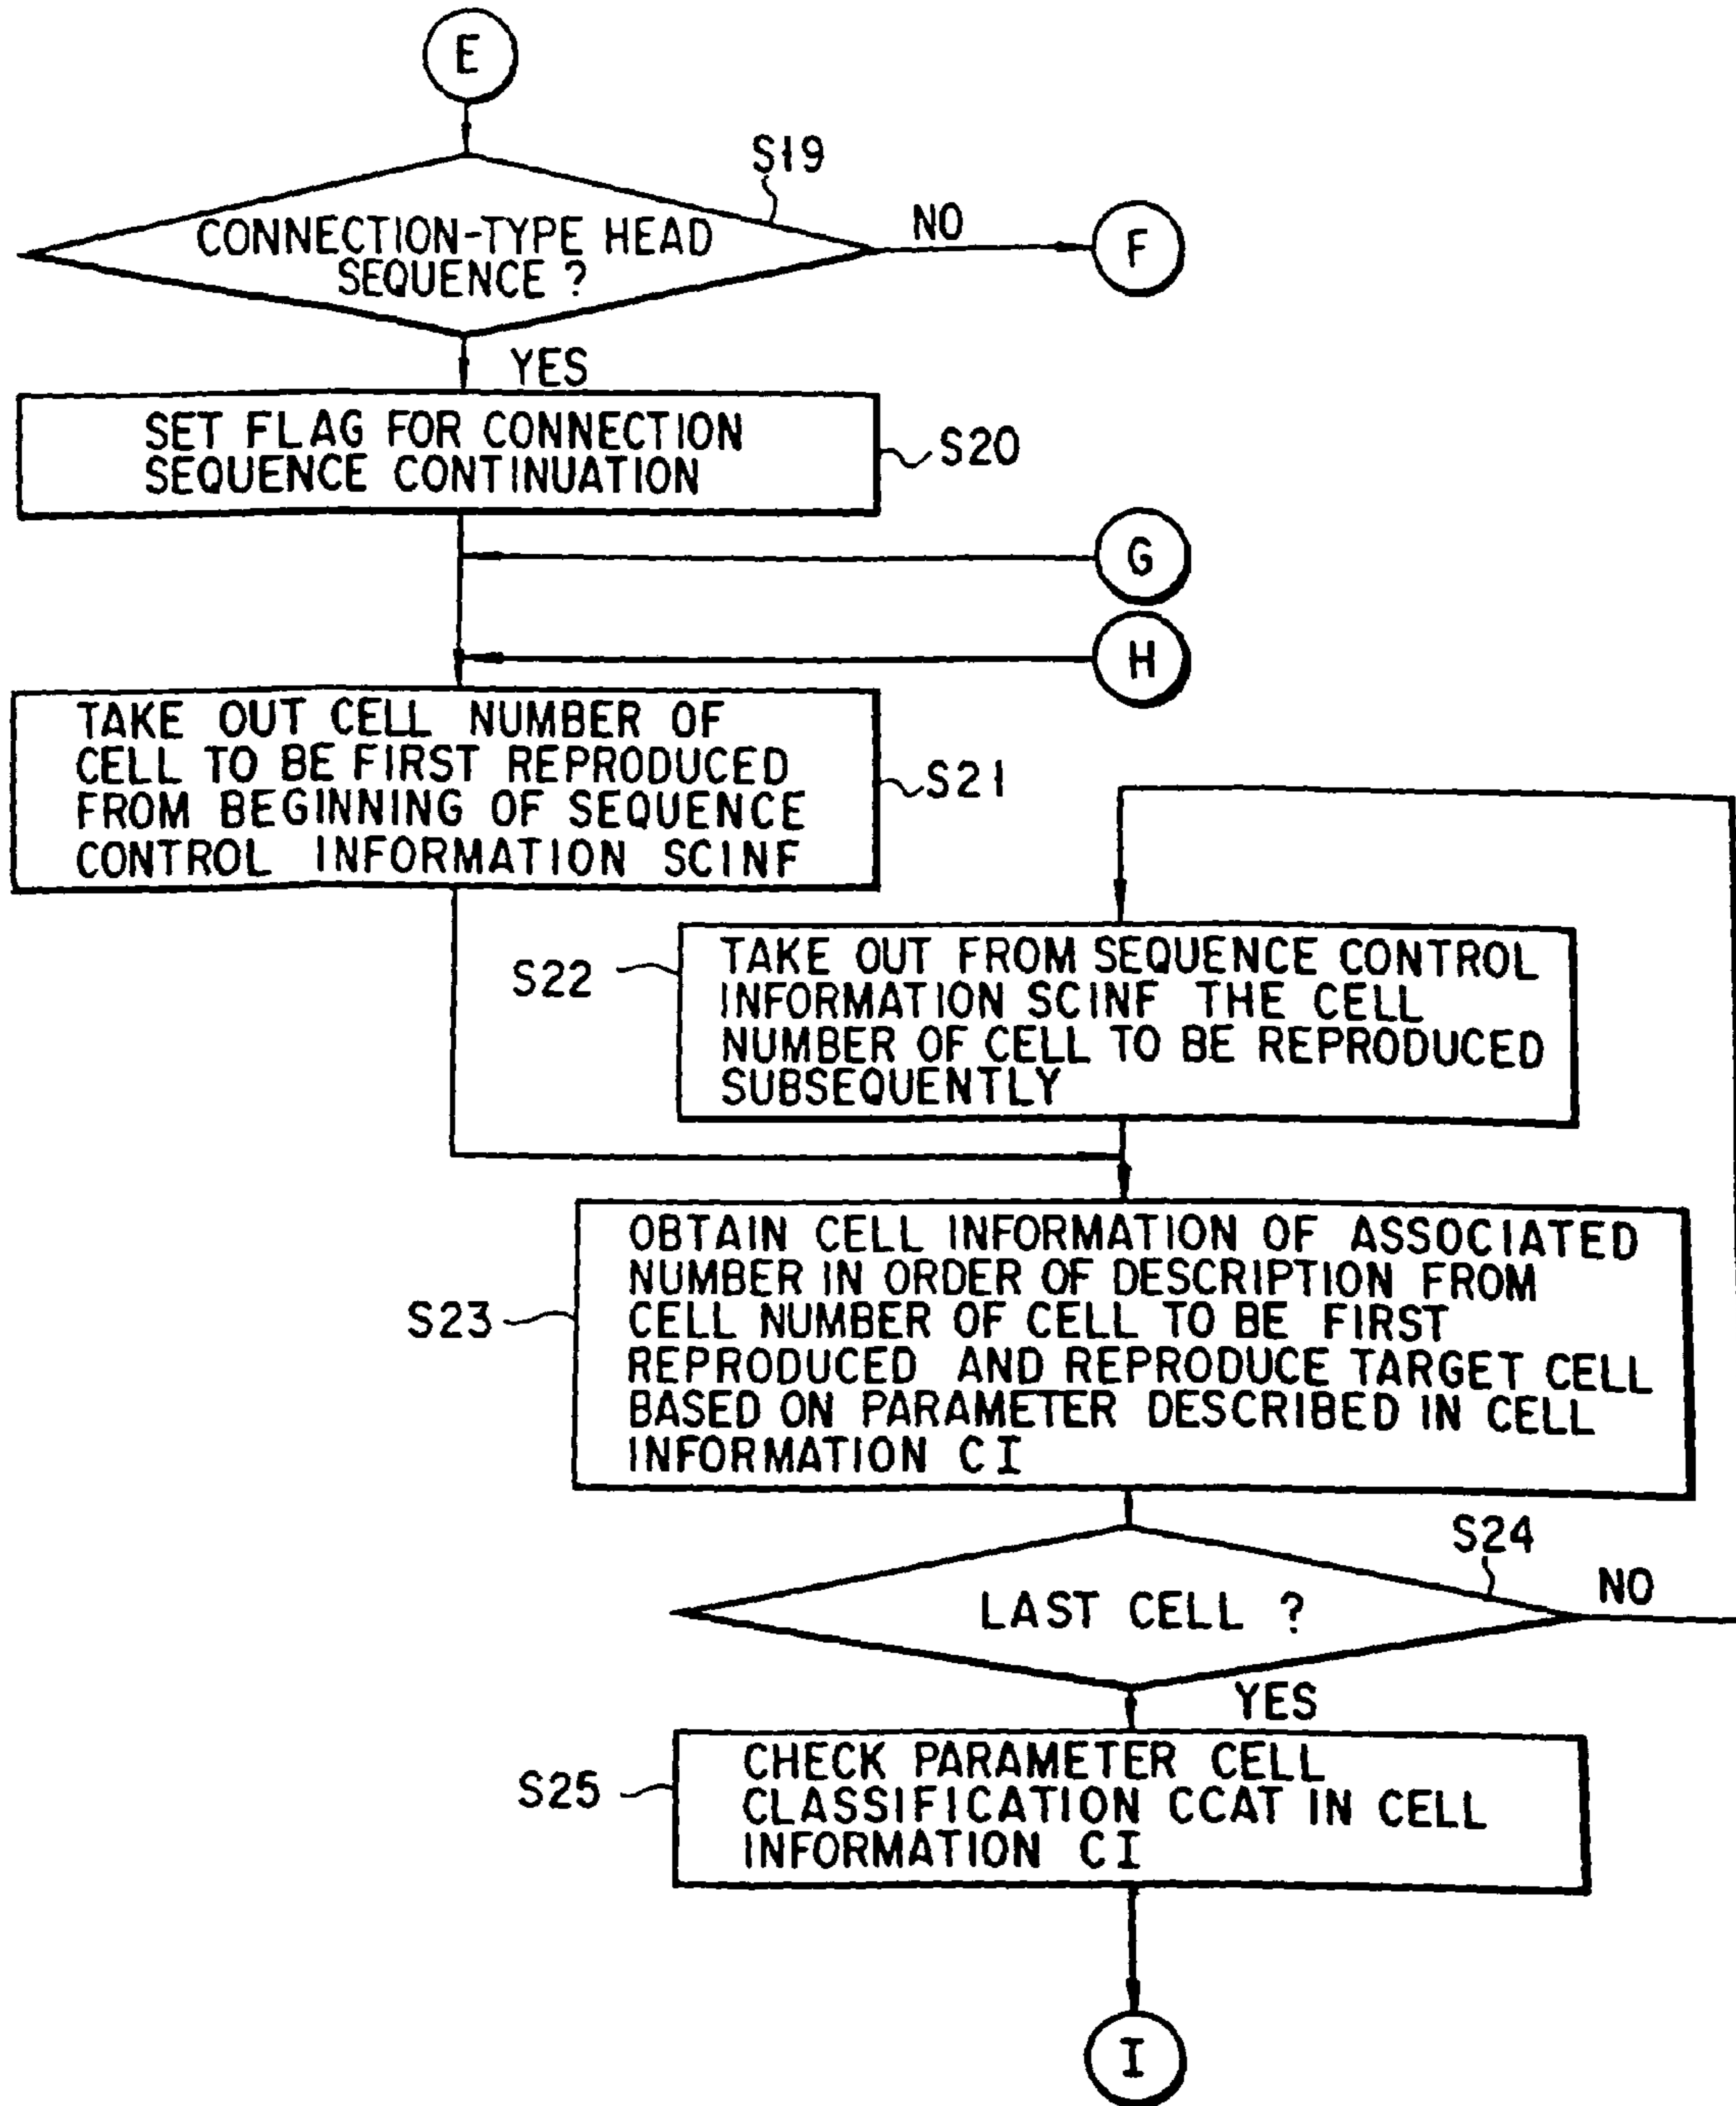 E
S19
CONNECTION-TYPE HEAD
SEQUENCE ?
NO
F
YES
SET FLAG FOR CONNECTION
SEQUENCE CONTINUATION
S20
G
H
TAKE OUT CELL NUMBER OF
CELL TO BE FIRST REPRODUCED
FROM BEGINNING OF SEQUENCE
CONTROL INFORMATION SCINF
S21
S22
TAKE OUT FROM SEQUENCE CONTROL
INFORMATION SCINF THE CELL
NUMBER OF CELL TO BE REPRODUCED
SUBSEQUENTLY
S23
OBTAIN CELL INFORMATION OF ASSOCIATED
NUMBER IN ORDER OF DESCRIPTION FROM
CELL NUMBER OF CELL TO BE FIRST
REPRODUCED AND REPRODUCE TARGET CELL
BASED ON PARAMETER DESCRIBED IN CELL
INFORMATION CI
S24
LAST CELL ?
NO
YES
S25
CHECK PARAMETER CELL
CLASSIFICATION CCAT IN CELL
INFORMATION CI
I